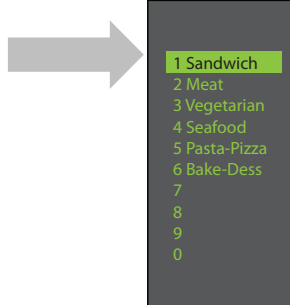 1 Sandwich
2 Meat
3 Vegetarian
4 Seafood
5 Pasta-Pizza
6 Bake-Dess
7
8
9
0